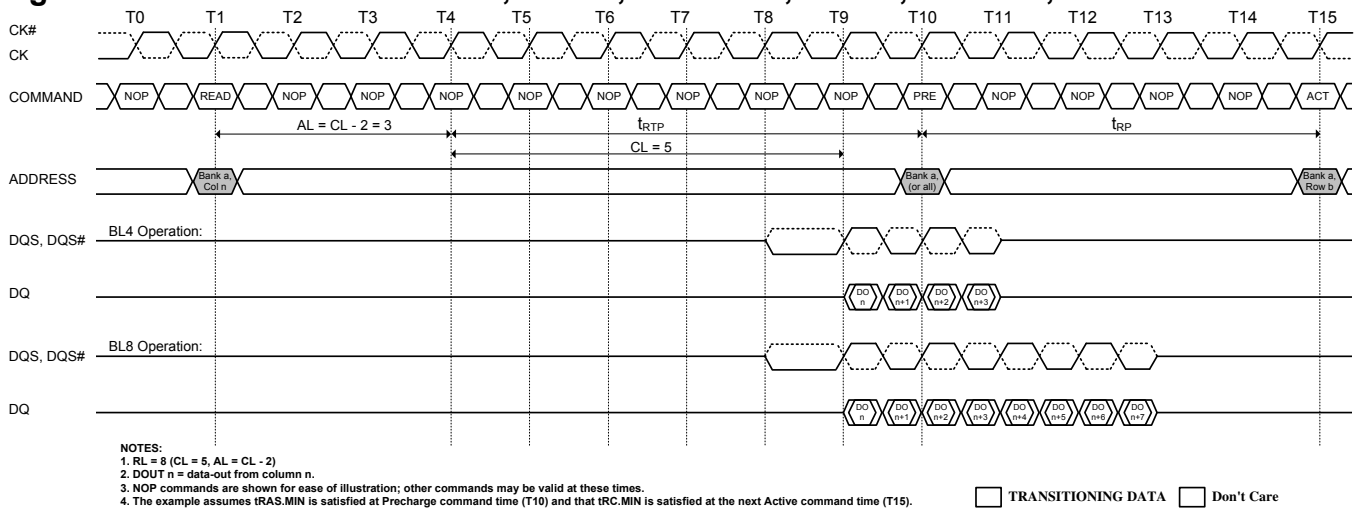 T0 T1 T2 T3 T4 T5 T6 T7 T8 T9 T10 T11 T12 T13 T14 T15
CK#
CK
COMMAND NOP READ NOP NOP NOP NOP NOP NOP NOP NOP PRE NOP NOP NOP NOP ACT
AL = CL - 2 = 3 tRTP tRP
CL = 5
ADDRESS Bank a, Col n Bank a, (or all) Bank a, Row b
BL4 Operation:
DQS, DQS#
DQ DO n DO n+1 DO n+2 DO n+3
BL8 Operation:
DQS, DQS#
DQ DO n DO n+1 DO n+2 DO n+3 DO n+4 DO n+5 DO n+6 DO n+7
NOTES:
1. RL = 8 (CL = 5, AL = CL - 2)
2. DOUT n = data-out from column n.
3. NOP commands are shown for ease of illustration; other commands may be valid at these times.
4. The example assumes tRAS.MIN is satisfied at Precharge command time (T10) and that tRC.MIN is satisfied at the next Active command time (T15).
TRANSITIONING DATA Don't Care